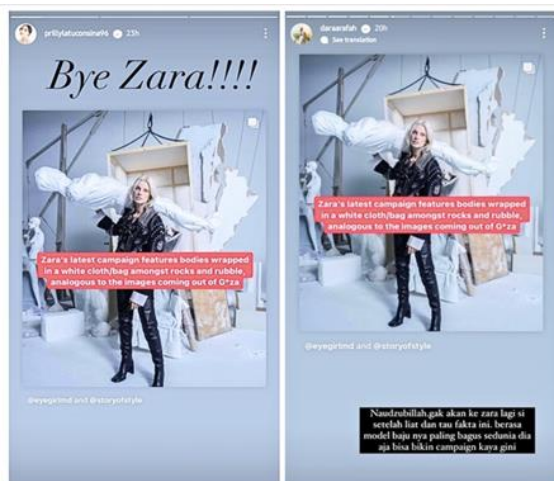 prillylatuconsina96 23h
Bye Zara!!!!
Zara's latest campaign features bodies wrapped
in a white cloth/bag amongst rocks and rubble,
analogous to the images coming out of G*za
@eyegirlmd and @storyofstyle
daraarafah 20h
See translation
Zara's latest campaign features bodies wrapped
in a white cloth/bag amongst rocks and rubble,
analogous to the images coming out of G*za
@eyegirlmd and @storyofstyle
Naudzubillah,gak akan ke zara lagi si
setelah liat dan tau fakta ini. berasa
model baju nya paling bagus sedunia dia
aja bisa bikin campaign kaya gini